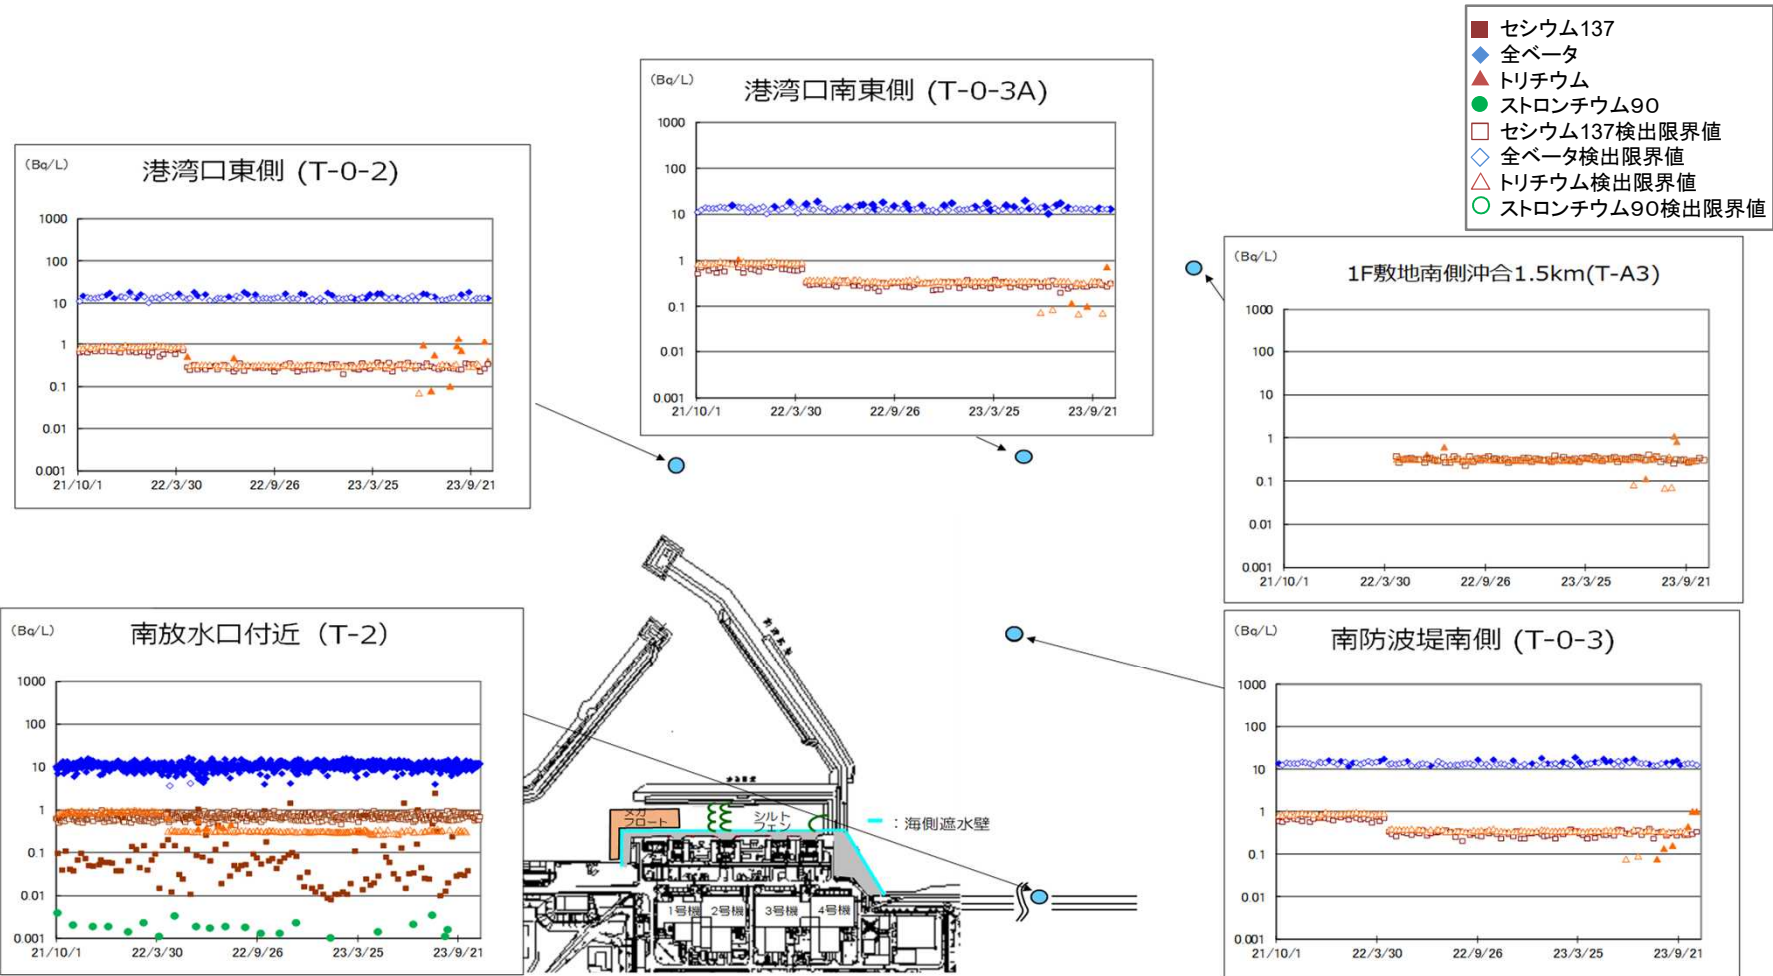 セシウム137
全ベータ
トリチウム
ストロンチウム90
セシウム137検出限界値
全ベータ検出限界値
トリチウム検出限界値
ストロンチウム90検出限界値
(Bq/L)
港湾口南東側 (T-0-3A)
1000
100
10
1
0.1
0.01
0.001
21/10/1 22/3/30 22/9/26 23/3/25 23/9/21
(Bq/L)
港湾口東側 (T-0-2)
1000
100
10
1
0.1
0.01
0.001
21/10/1 22/3/30 22/9/26 23/3/25 23/9/21
(Bq/L)
1F敷地南側沖合1.5km(T-A3)
1000
100
10
1
0.1
0.01
0.001
21/10/1 22/3/30 22/9/26 23/3/25 23/9/21
(Bq/L)
南放水口付近 (T-2)
1000
100
10
1
0.1
0.01
0.001
21/10/1 22/3/30 22/9/26 23/3/25 23/9/21
(Bq/L)
南防波堤南側 (T-0-3)
1000
100
10
1
0.1
0.01
0.001
21/10/1 22/3/30 22/9/26 23/3/25 23/9/21
メガ
フロート
シルト
フェン
：海側遮水壁
1号機 2号機 3号機 4号機